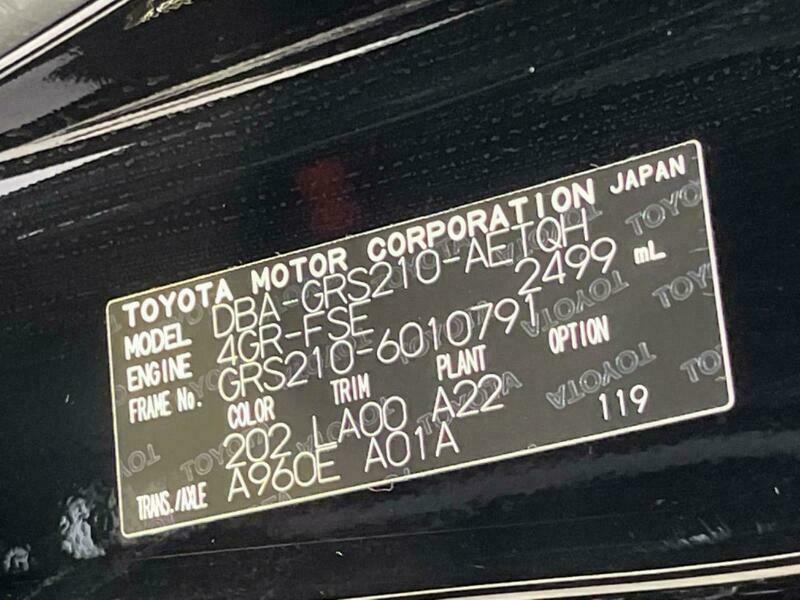 TOYOTA MOTOR CORPORATION JAPAN
MODEL DBA-GRS210-AETQH
ENGINE 4GR-FSE 2499 mL
FRAME No. GRS210-6010791
COLOR TRIM PLANT OPTION
202 LA00 A22
TRANS./AXLE A960E A01A 119